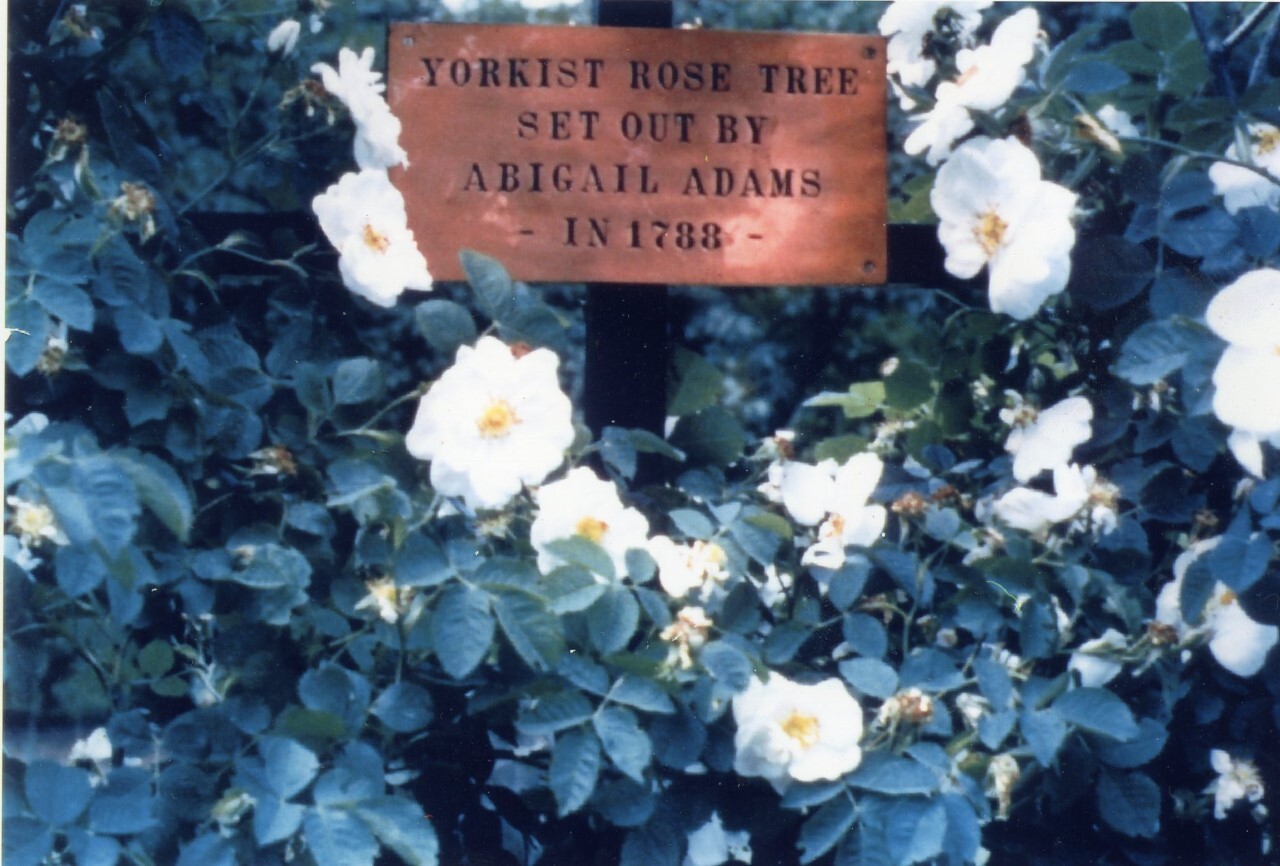 YORKIST ROSE TREE
SET OUT BY
ABIGAIL ADAMS
- IN 1788 -